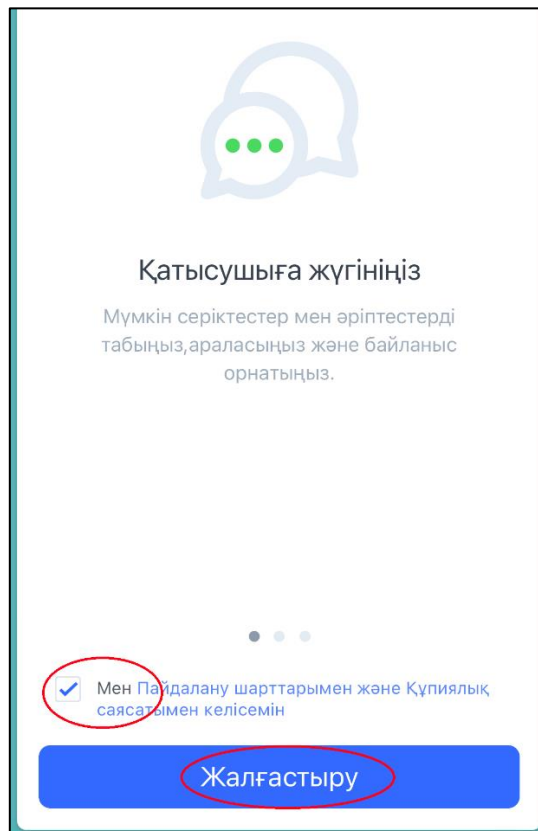 Қатысушыға жүгініңіз
Мүмкін серіктестер мен әріптестерді
табыңыз,араласыңыз және байланыс
орнатыңыз.
Мен Пайдалану шарттарымен және Құпиялық
саясатымен келісемін
Жалғастыру